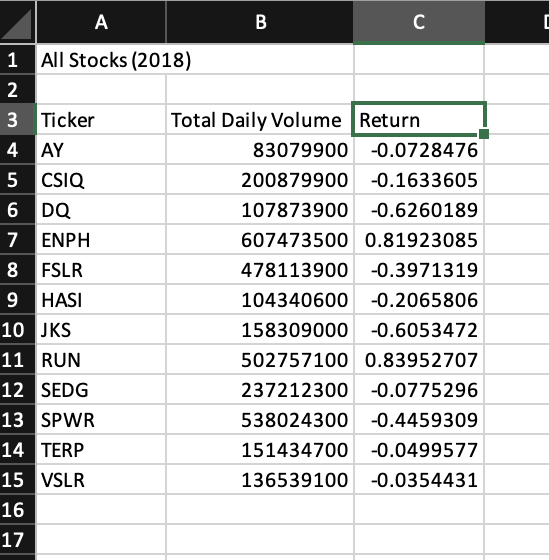 A B C
1 All Stocks (2018)
2
3 Ticker Total Daily Volume Return
4 AY 83079900 -0.0728476
5 CSIQ 200879900 -0.1633605
6 DQ 107873900 -0.6260189
7 ENPH 607473500 0.81923085
8 FSLR 478113900 -0.3971319
9 HASI 104340600 -0.2065806
10 JKS 158309000 -0.6053472
11 RUN 502757100 0.83952707
12 SEDG 237212300 -0.0775296
13 SPWR 538024300 -0.4459309
14 TERP 151434700 -0.0499577
15 VSLR 136539100 -0.0354431
16
17